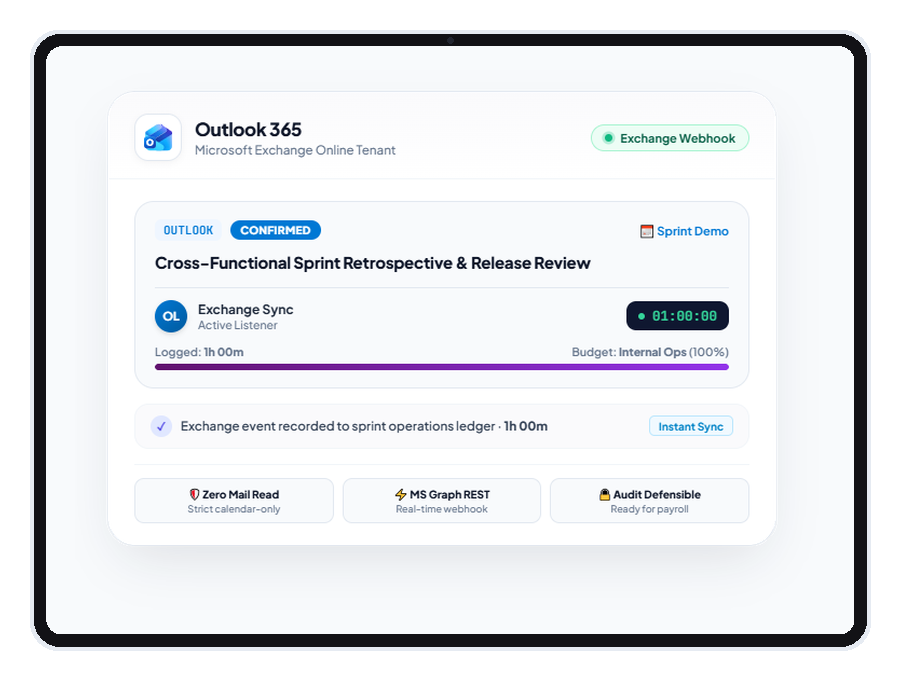 Outlook 365
Microsoft Exchange Online Tenant
Exchange Webhook
OUTLOOK
CONFIRMED
Sprint Demo
Cross-Functional Sprint Retrospective & Release Review
OL
Exchange Sync
Active Listener
01:00:00
Logged: 1h 00m
Budget: Internal Ops (100%)
✓ Exchange event recorded to sprint operations ledger · 1h 00m
Instant Sync
Zero Mail Read
Strict calendar-only
MS Graph REST
Real-time webhook
Audit Defensible
Ready for payroll